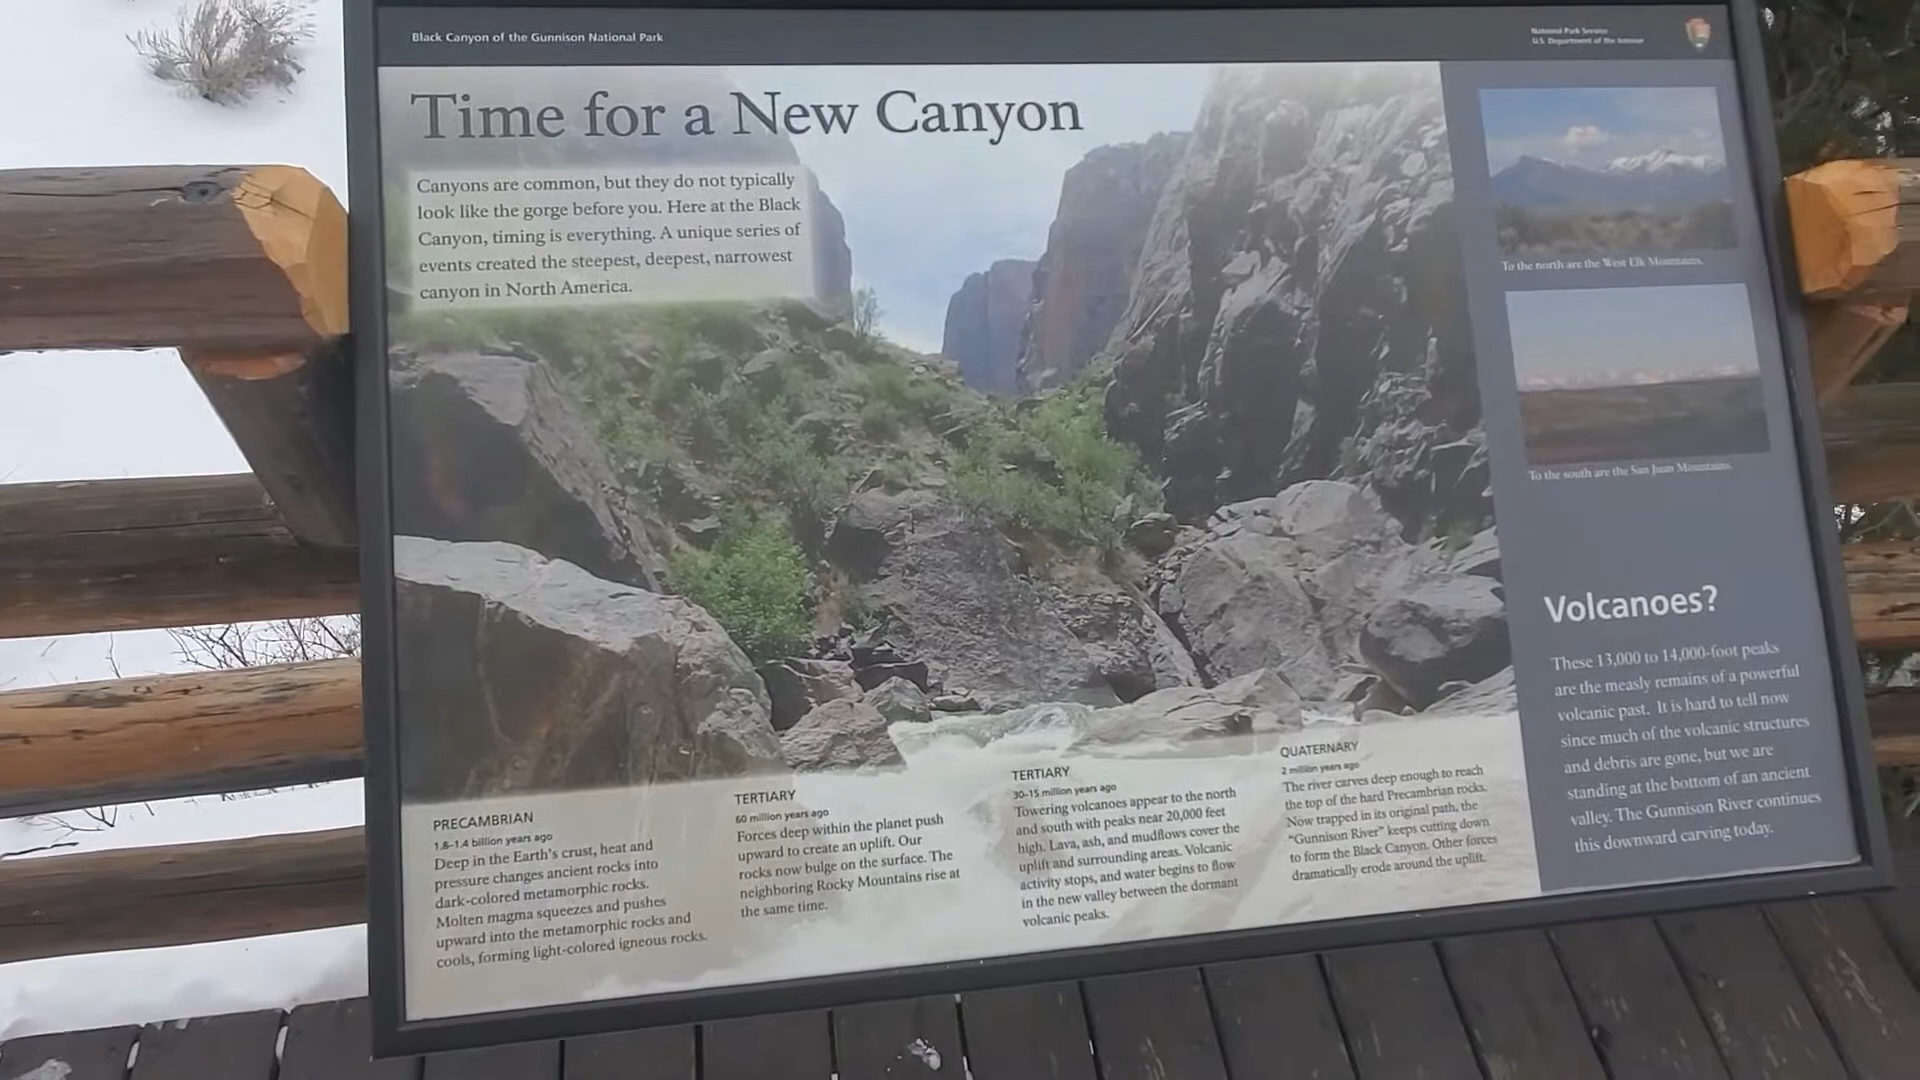 Black Canyon of the Gunnison National Park
National Park Service
U.S. Department of the Interior
Time for a New Canyon
Canyons are common, but they do not typically
look like the gorge before you. Here at the Black
Canyon, timing is everything. A unique series of
events created the steepest, deepest, narrowest
canyon in North America.
To the north are the West Elk Mountains.
To the south are the San Juan Mountains.
PRECAMBRIAN
1.8–1.4 billion years ago
Deep in the Earth's crust, heat and
pressure changes ancient rocks into
dark-colored metamorphic rocks.
Molten magma squeezes and pushes
upward into the metamorphic rocks and
cools, forming light-colored igneous rocks.
TERTIARY
60 million years ago
Forces deep within the planet push
upward to create an uplift. Our
rocks now bulge on the surface. The
neighboring Rocky Mountains rise at
the same time.
TERTIARY
30–15 million years ago
Towering volcanoes appear to the north
and south with peaks near 20,000 feet
high. Lava, ash, and mudflows cover the
uplift and surrounding areas. Volcanic
activity stops, and water begins to flow
in the new valley between the dormant
volcanic peaks.
QUATERNARY
2 million years ago
The river carves deep enough to reach
the top of the hard Precambrian rocks.
Now trapped in its original path, the
"Gunnison River" keeps cutting down
to form the Black Canyon. Other forces
dramatically erode around the uplift.
Volcanoes?
These 13,000 to 14,000-foot peaks
are the measly remains of a powerful
volcanic past. It is hard to tell now
since much of the volcanic structures
and debris are gone, but we are
standing at the bottom of an ancient
valley. The Gunnison River continues
this downward carving today.